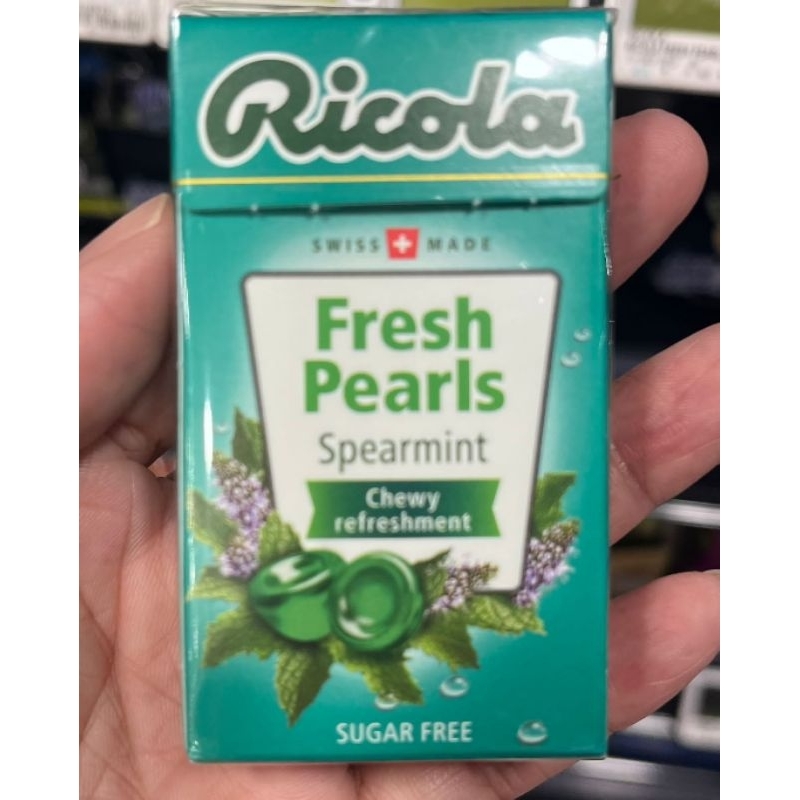 Ricola
SWISS MADE
Fresh
Pearls
Spearmint
Chewy
refreshment
SUGAR FREE